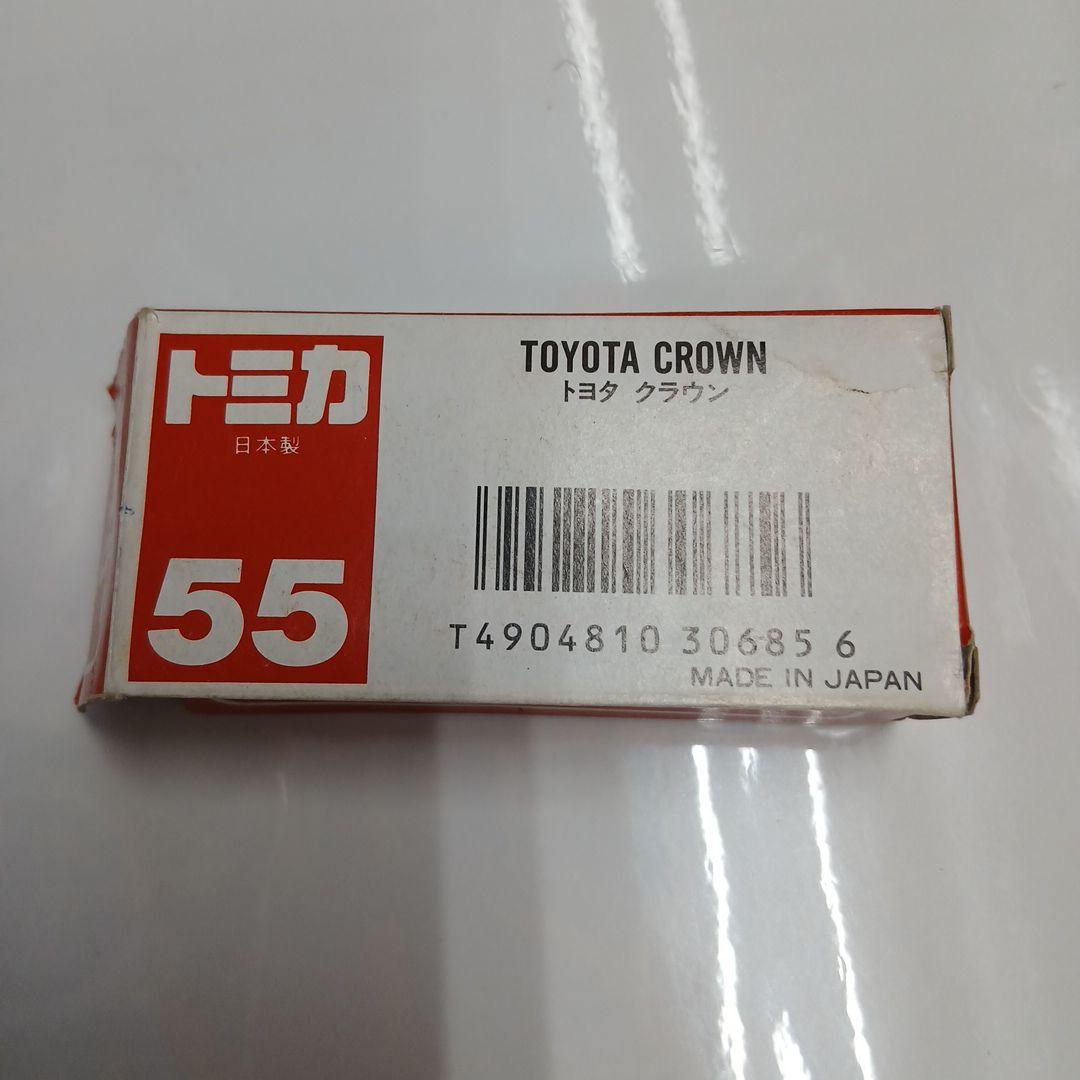 トミカ
日本製
55
TOYOTA CROWN
トヨタ クラウン
T4904810 30685 6
MADE IN JAPAN